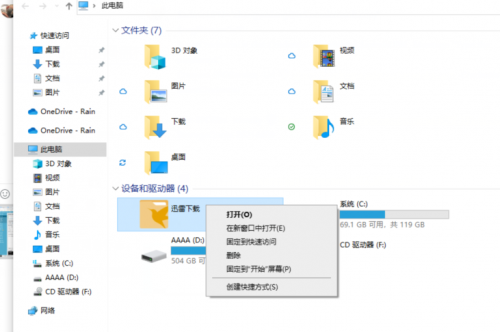 此电脑
文件夹 (7)
快速访问
桌面
下载
文档
图片
OneDrive - Rain
OneDrive - Rain
此电脑
3D 对象
视频
图片
文档
下载
音乐
桌面
系统 (C:)
AAAA (D:)
CD 驱动器 (F:)
网络
3D 对象
视频
图片
文档
下载
音乐
桌面
设备和驱动器 (4)
迅雷下载
系统 (C:)
69.1 GB 可用，共 119 GB
AAAA (D:)
504 GB 可
CD 驱动器 (F:)
打开(O)
在新窗口中打开(E)
固定到快速访问
删除
固定到"开始"屏幕(P)
创建快捷方式(S)